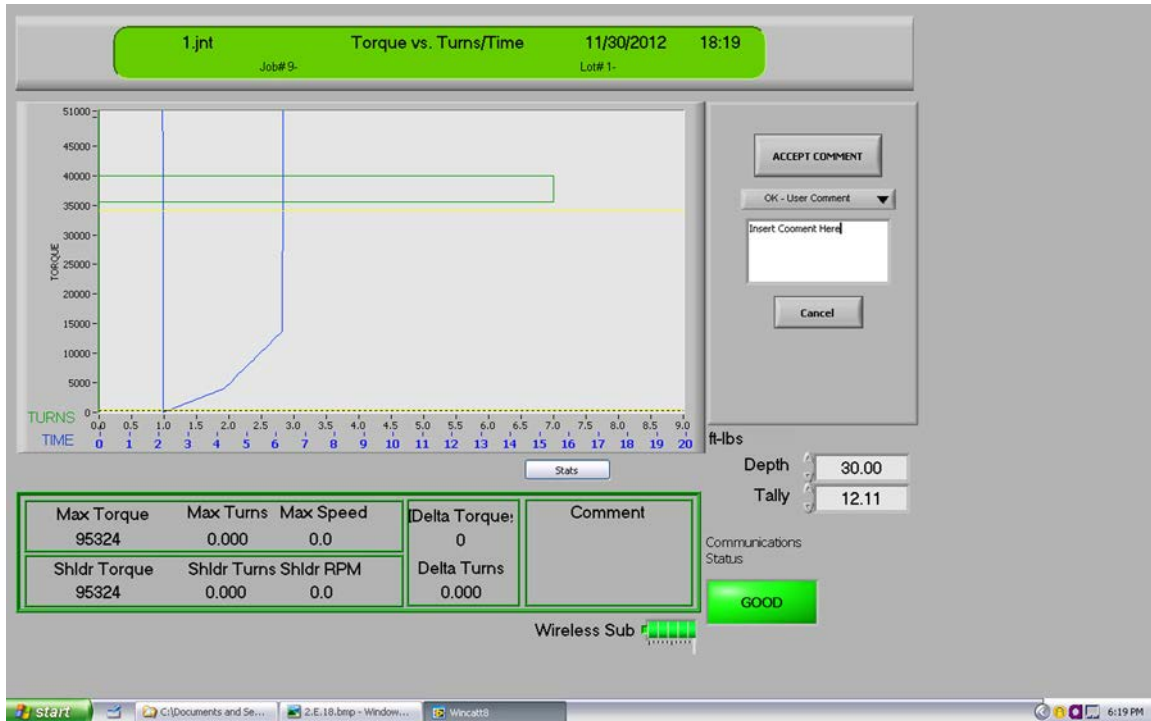 1.jnt Torque vs. Turns/Time 11/30/2012 18:19
Job# 9- Lot# 1-
51000
45000
40000
35000
30000
25000
20000
15000
10000
5000
0
TORQUE
TURNS 0.0 0.5 1.0 1.5 2.0 2.5 3.0 3.5 4.0 4.5 5.0 5.5 6.0 6.5 7.0 7.5 8.0 8.5 9.0
TIME 0 1 2 3 4 5 6 7 8 9 10 11 12 13 14 15 16 17 18 19 20
ACCEPT COMMENT
OK - User Comment
Insert Cooment Here
Cancel
ft-lbs
Depth 30.00
Tally 12.11
Stats
Max Torque Max Turns Max Speed
95324 0.000 0.0
Shldr Torque Shldr Turns Shldr RPM
95324 0.000 0.0
Delta Torque:
0
Delta Turns
0.000
Comment
Communications
Status
GOOD
Wireless Sub
start C:\Documents and Se... 2.E.18.bmp - Window... Wincatt8 6:19 PM